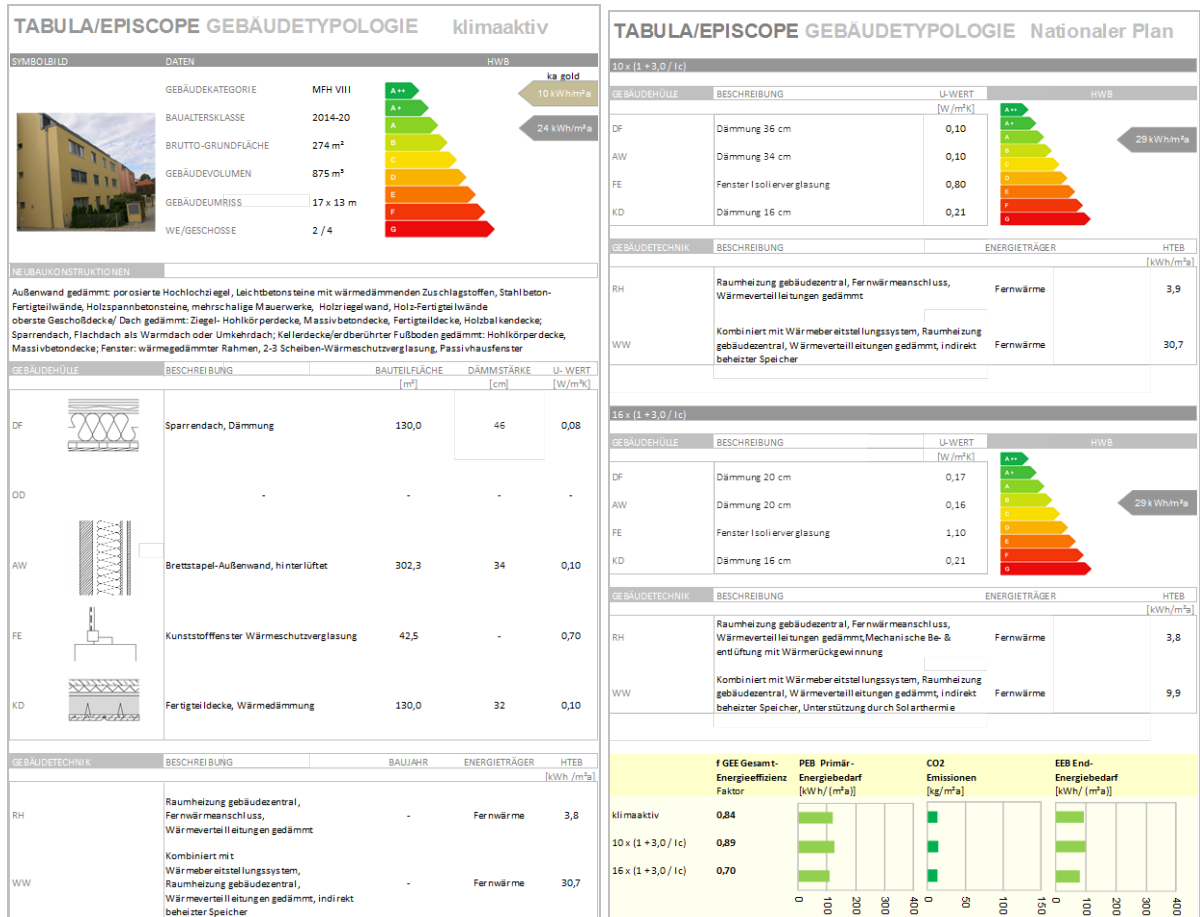 TABULA/EPISCOPE GEBÄUDETYPOLOGIE klimaaktiv
SYMBOLBILD DATEN HWB
ka gold
GEBÄUDEKATEGORIE MFH VIII A++ 10 kWh/m²a
A+
BAUALTERSKLASSE 2014-20 A 24 kWh/m²a
B
BRUTTO-GRUNDFLÄCHE 274 m²
C
GEBÄUDEVOLUMEN 875 m³ D
E
GEBÄUDEUMRISS 17 x 13 m
F
WE/GESCHOSSE 2 / 4 G
NEUBAUKONSTRUKTIONEN
Außenwand gedämmt: porosierte Hochlochziegel, Leichtbetonsteine mit wärmedämmenden Zuschlagstoffen, Stahlbeton-
Fertigteilwände, Holzspannbetonsteine, mehrschalige Mauerwerke, Holzriegelwand, Holz-Fertigteilwände
oberste Geschoßdecke/ Dach gedämmt: Ziegel- Hohlkörperdecke, Massivbetondecke, Fertigteildecke, Holzbalkendecke;
Sparrendach, Flachdach als Warmdach oder Umkehrdach; Kellerdecke/erdberührter Fußboden gedämmt: Hohlkörperdecke,
Massivbetondecke; Fenster: wärmegedämmter Rahmen, 2-3 Scheiben-Wärmeschutzverglasung, Passivhausfenster
GEBÄUDEHÜLLE BESCHREIBUNG BAUTEILFLÄCHE DÄMMSTÄRKE U- WERT
[m²] [cm] [W/m²K]
DF Sparrendach, Dämmung 130,0 46 0,08
OD - - - -
AW Brettstapel-Außenwand, hinterlüftet 302,3 34 0,10
FE Kunststofffenster Wärmeschutzverglasung 42,5 - 0,70
KD Fertigteildecke, Wärmedämmung 130,0 32 0,10
GEBÄUDETECHNIK BESCHREIBUNG BAUJAHR ENERGIETRÄGER HTEB
[kWh /m²a]
RH Raumheizung gebäudezentral,
Fernwärmeanschluss,
Wärmeverteilleitungen gedämmt - Fernwärme 3,8
WW Kombiniert mit
Wärmebereitstellungssystem,
Raumheizung gebäudezentral,
Wärmeverteilleitungen gedämmt, indirekt
beheizter Speicher - Fernwärme 30,7
TABULA/EPISCOPE GEBÄUDETYPOLOGIE Nationaler Plan
10 x (1 +3,0 / lc)
GEBÄUDEHÜLLE BESCHREIBUNG U-WERT HWB
[W/m²K]
A++
DF Dämmung 36 cm 0,10 A+
A 29 kWh/m²a
AW Dämmung 34 cm 0,10 B
C
D
FE Fenster Isolierverglasung 0,80 E
F
KD Dämmung 16 cm 0,21 G
GEBÄUDETECHNIK BESCHREIBUNG ENERGIETRÄGER HTEB
[kWh/m²a]
RH Raumheizung gebäudezentral, Fernwärmeanschluss,
Wärmeverteilleitungen gedämmt Fernwärme 3,9
WW Kombiniert mit Wärmebereitstellungssystem, Raumheizung
gebäudezentral, Wärmeverteilleitungen gedämmt, indirekt
beheizter Speicher Fernwärme 30,7
16 x (1 +3,0 / lc)
GEBÄUDEHÜLLE BESCHREIBUNG U-WERT HWB
[W/m²K]
A++
DF Dämmung 20 cm 0,17 A+
A
AW Dämmung 20 cm 0,16 B 29 kWh/m²a
C
FE Fenster Isolierverglasung 1,10 D
E
KD Dämmung 16 cm 0,21 F
G
GEBÄUDETECHNIK BESCHREIBUNG ENERGIETRÄGER HTEB
[kWh/m²a]
RH Raumheizung gebäudezentral, Fernwärmeanschluss,
Wärmeverteilleitungen gedämmt,Mechanische Be- &
entlüftung mit Wärmerückgewinnung Fernwärme 3,8
WW Kombiniert mit Wärmebereitstellungssystem, Raumheizung
gebäudezentral, Wärmeverteilleitungen gedämmt, indirekt
beheizter Speicher, Unterstützung durch Solarthermie Fernwärme 9,9
f GEE Gesamt- PEB Primär- CO2 EEB End-
Energieeffizienz Energiebedarf Emissionen Energiebedarf
Faktor [kWh/ (m²a)] [kg/m²a] [kWh/ (m²a)]
klimaaktiv 0,84
10 x (1 +3,0 / lc) 0,89
16 x (1 +3,0 / lc) 0,70
0 100 200 300 400 0 50 100 150 0 100 200 300 400